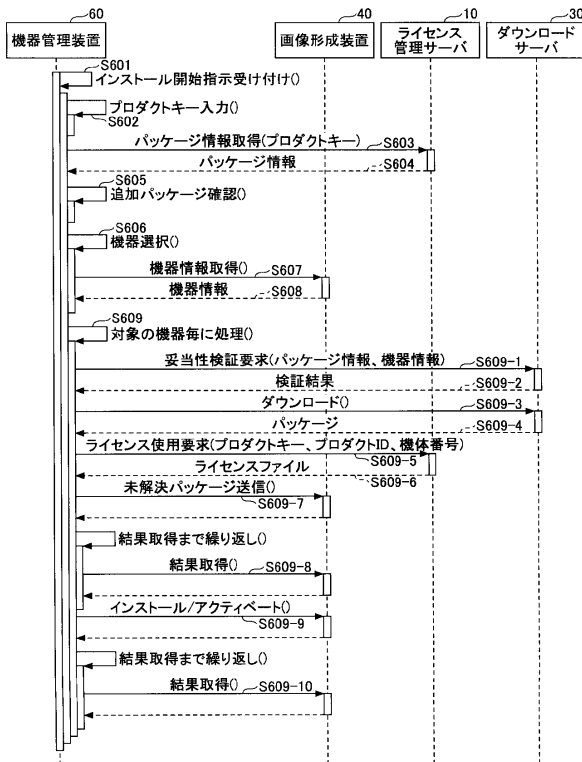 60
40
10
30
機器管理装置
画像形成装置
ライセンス
管理サーバ
ダウンロード
サーバ
S601
インストール開始指示受け付け()
プロダクトキー入力()
S602
パッケージ情報取得(プロダクトキー)
S603
パッケージ情報
S604
S605
追加パッケージ確認()
S606
機器選択()
機器情報取得()
S607
機器情報
S608
S609
対象の機器毎に処理()
妥当性検証要求(パッケージ情報、機器情報)
S609-1
検証結果
S609-2
ダウンロード()
S609-3
パッケージ
S609-4
ライセンス使用要求(プロダクトキー、プロダクトID、機体番号)
S609-5
ライセンスファイル
S609-6
未解決パッケージ送信()
S609-7
結果取得まで繰り返し()
結果取得()
S609-8
インストール/アクティベート()
S609-9
結果取得まで繰り返し()
結果取得()
S609-10